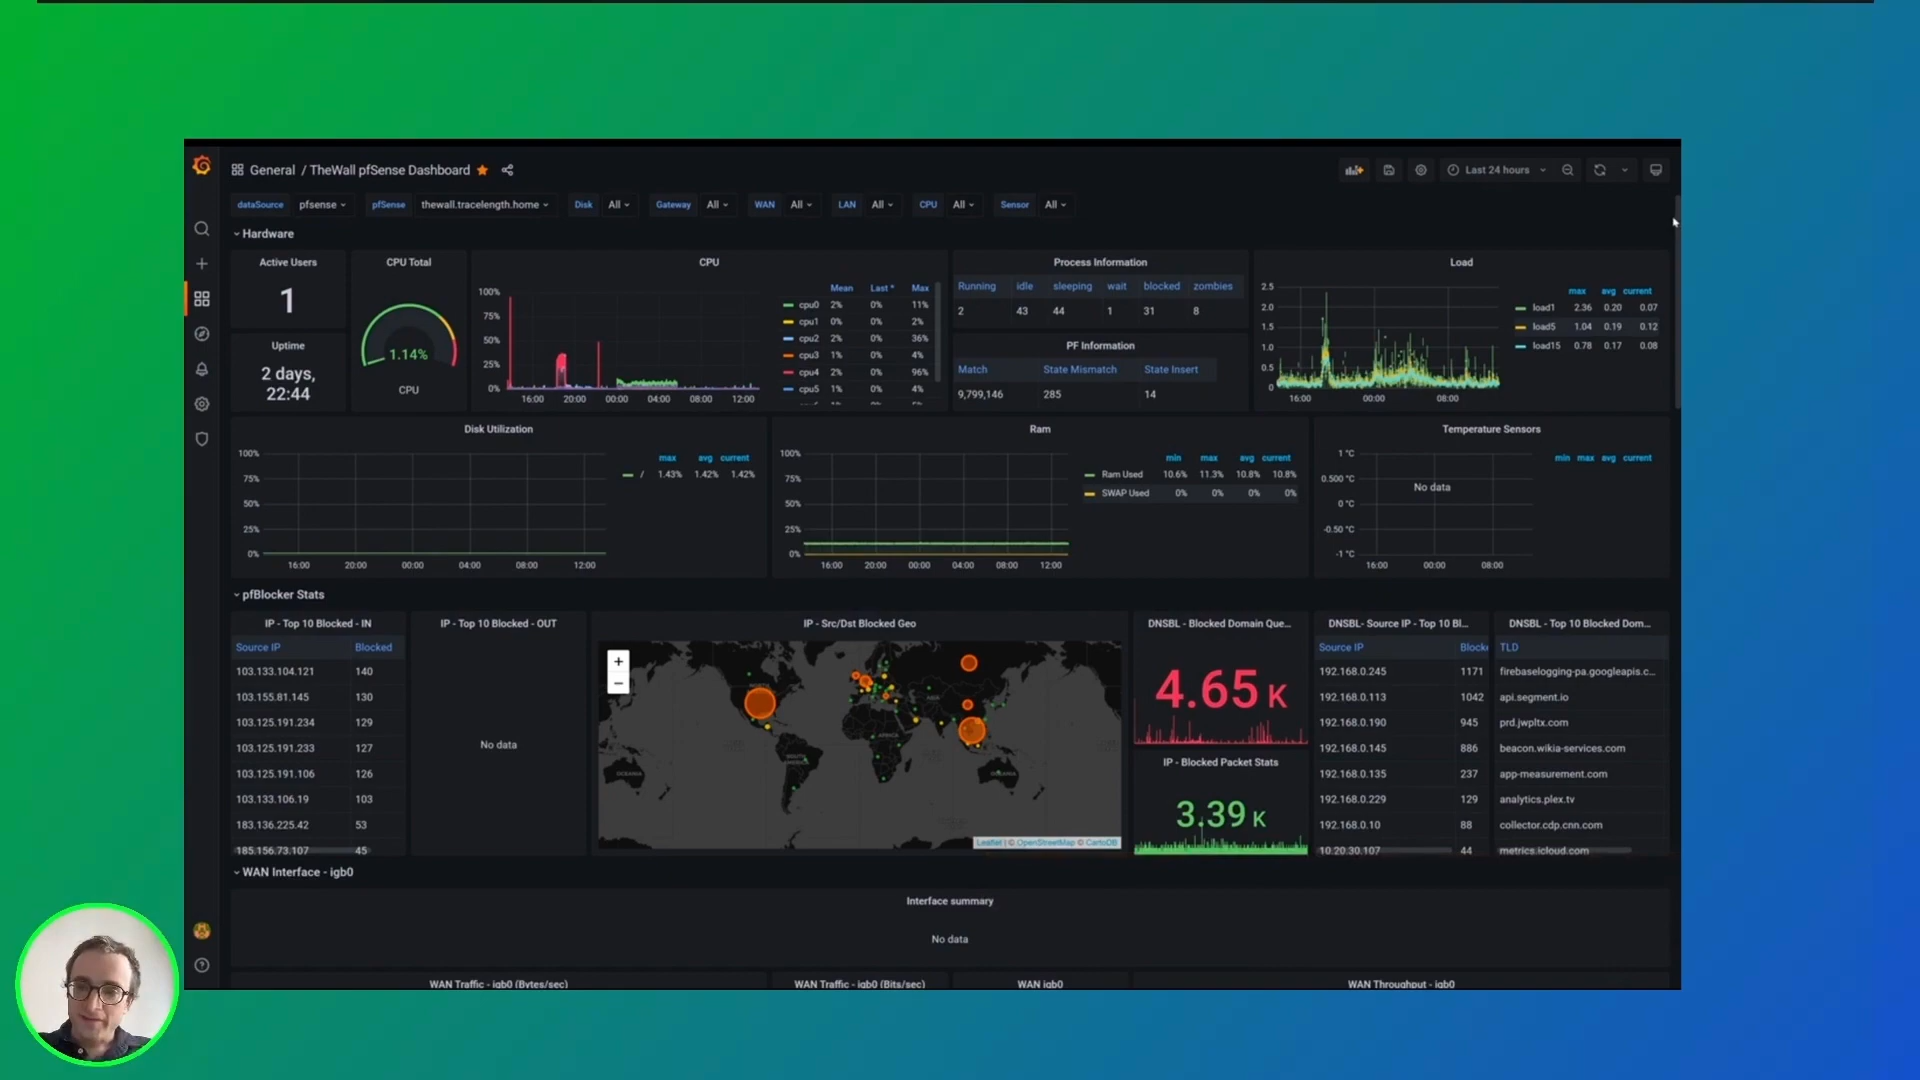 General / TheWall pfSense Dashboard
Last 24 hours
dataSource pfsense pfSense thewall.tracelength.home Disk All Gateway All WAN All LAN All CPU All Sensor All
Hardware
Active Users
1
Uptime
2 days,
22:44
CPU Total
1.14%
CPU
CPU
100%
75%
50%
25%
0%
16:00 20:00 00:00 04:00 08:00 12:00
Mean Last * Max
cpu0 2% 0% 11%
cpu1 0% 0% 2%
cpu2 2% 0% 36%
cpu3 1% 0% 4%
cpu4 2% 0% 96%
cpu5 1% 0% 4%
Process Information
Running idle sleeping wait blocked zombies
2 43 44 1 31 8
PF Information
Match State Mismatch State Insert
9,799,146 285 14
Load
2.5
2.0
1.5
1.0
0.5
0
16:00 00:00 08:00
max avg current
load1 2.36 0.20 0.07
load5 1.04 0.19 0.12
load15 0.78 0.17 0.08
Disk Utilization
100%
75%
50%
25%
0%
16:00 20:00 00:00 04:00 08:00 12:00
max avg current
/ 1.43% 1.42% 1.42%
Ram
100%
75%
50%
25%
0%
16:00 20:00 00:00 04:00 08:00 12:00
min max avg current
Ram Used 10.6% 11.3% 10.8% 10.8%
SWAP Used 0% 0% 0% 0%
Temperature Sensors
1 °C
0.500 °C
0 °C
-0.50 °C
-1 °C
No data
16:00 00:00 08:00
min max avg current
pfBlocker Stats
IP - Top 10 Blocked - IN
Source IP Blocked
103.133.104.121 140
103.155.81.145 130
103.125.191.234 129
103.125.191.233 127
103.125.191.106 126
103.133.106.19 103
183.136.225.42 53
185.156.73.107 45
IP - Top 10 Blocked - OUT
No data
IP - Src/Dst Blocked Geo
+
−
OCEANIA
SOUTH
AMERICA
AFRICA
ASIA
OCEANIA
Leaflet | © OpenStreetMap © CartoDB
DNSBL - Blocked Domain Que...
4.65 K
IP - Blocked Packet Stats
3.39 K
DNSBL- Source IP - Top 10 Bl...
Source IP Blocke
192.168.0.245 1171
192.168.0.113 1042
192.168.0.190 945
192.168.0.145 886
192.168.0.135 237
192.168.0.229 129
192.168.0.10 88
10.20.30.107 44
DNSBL - Top 10 Blocked Dom...
TLD
firebaselogging-pa.googleapis.c...
api.segment.io
prd.jwpltx.com
beacon.wikia-services.com
app-measurement.com
analytics.plex.tv
collector.cdp.cnn.com
metrics.icloud.com
WAN Interface - igb0
Interface summary
No data
WAN Traffic - igb0 (Bytes/sec)
WAN Traffic - igb0 (Bits/sec)
WAN igb0
WAN Throughput - igb0